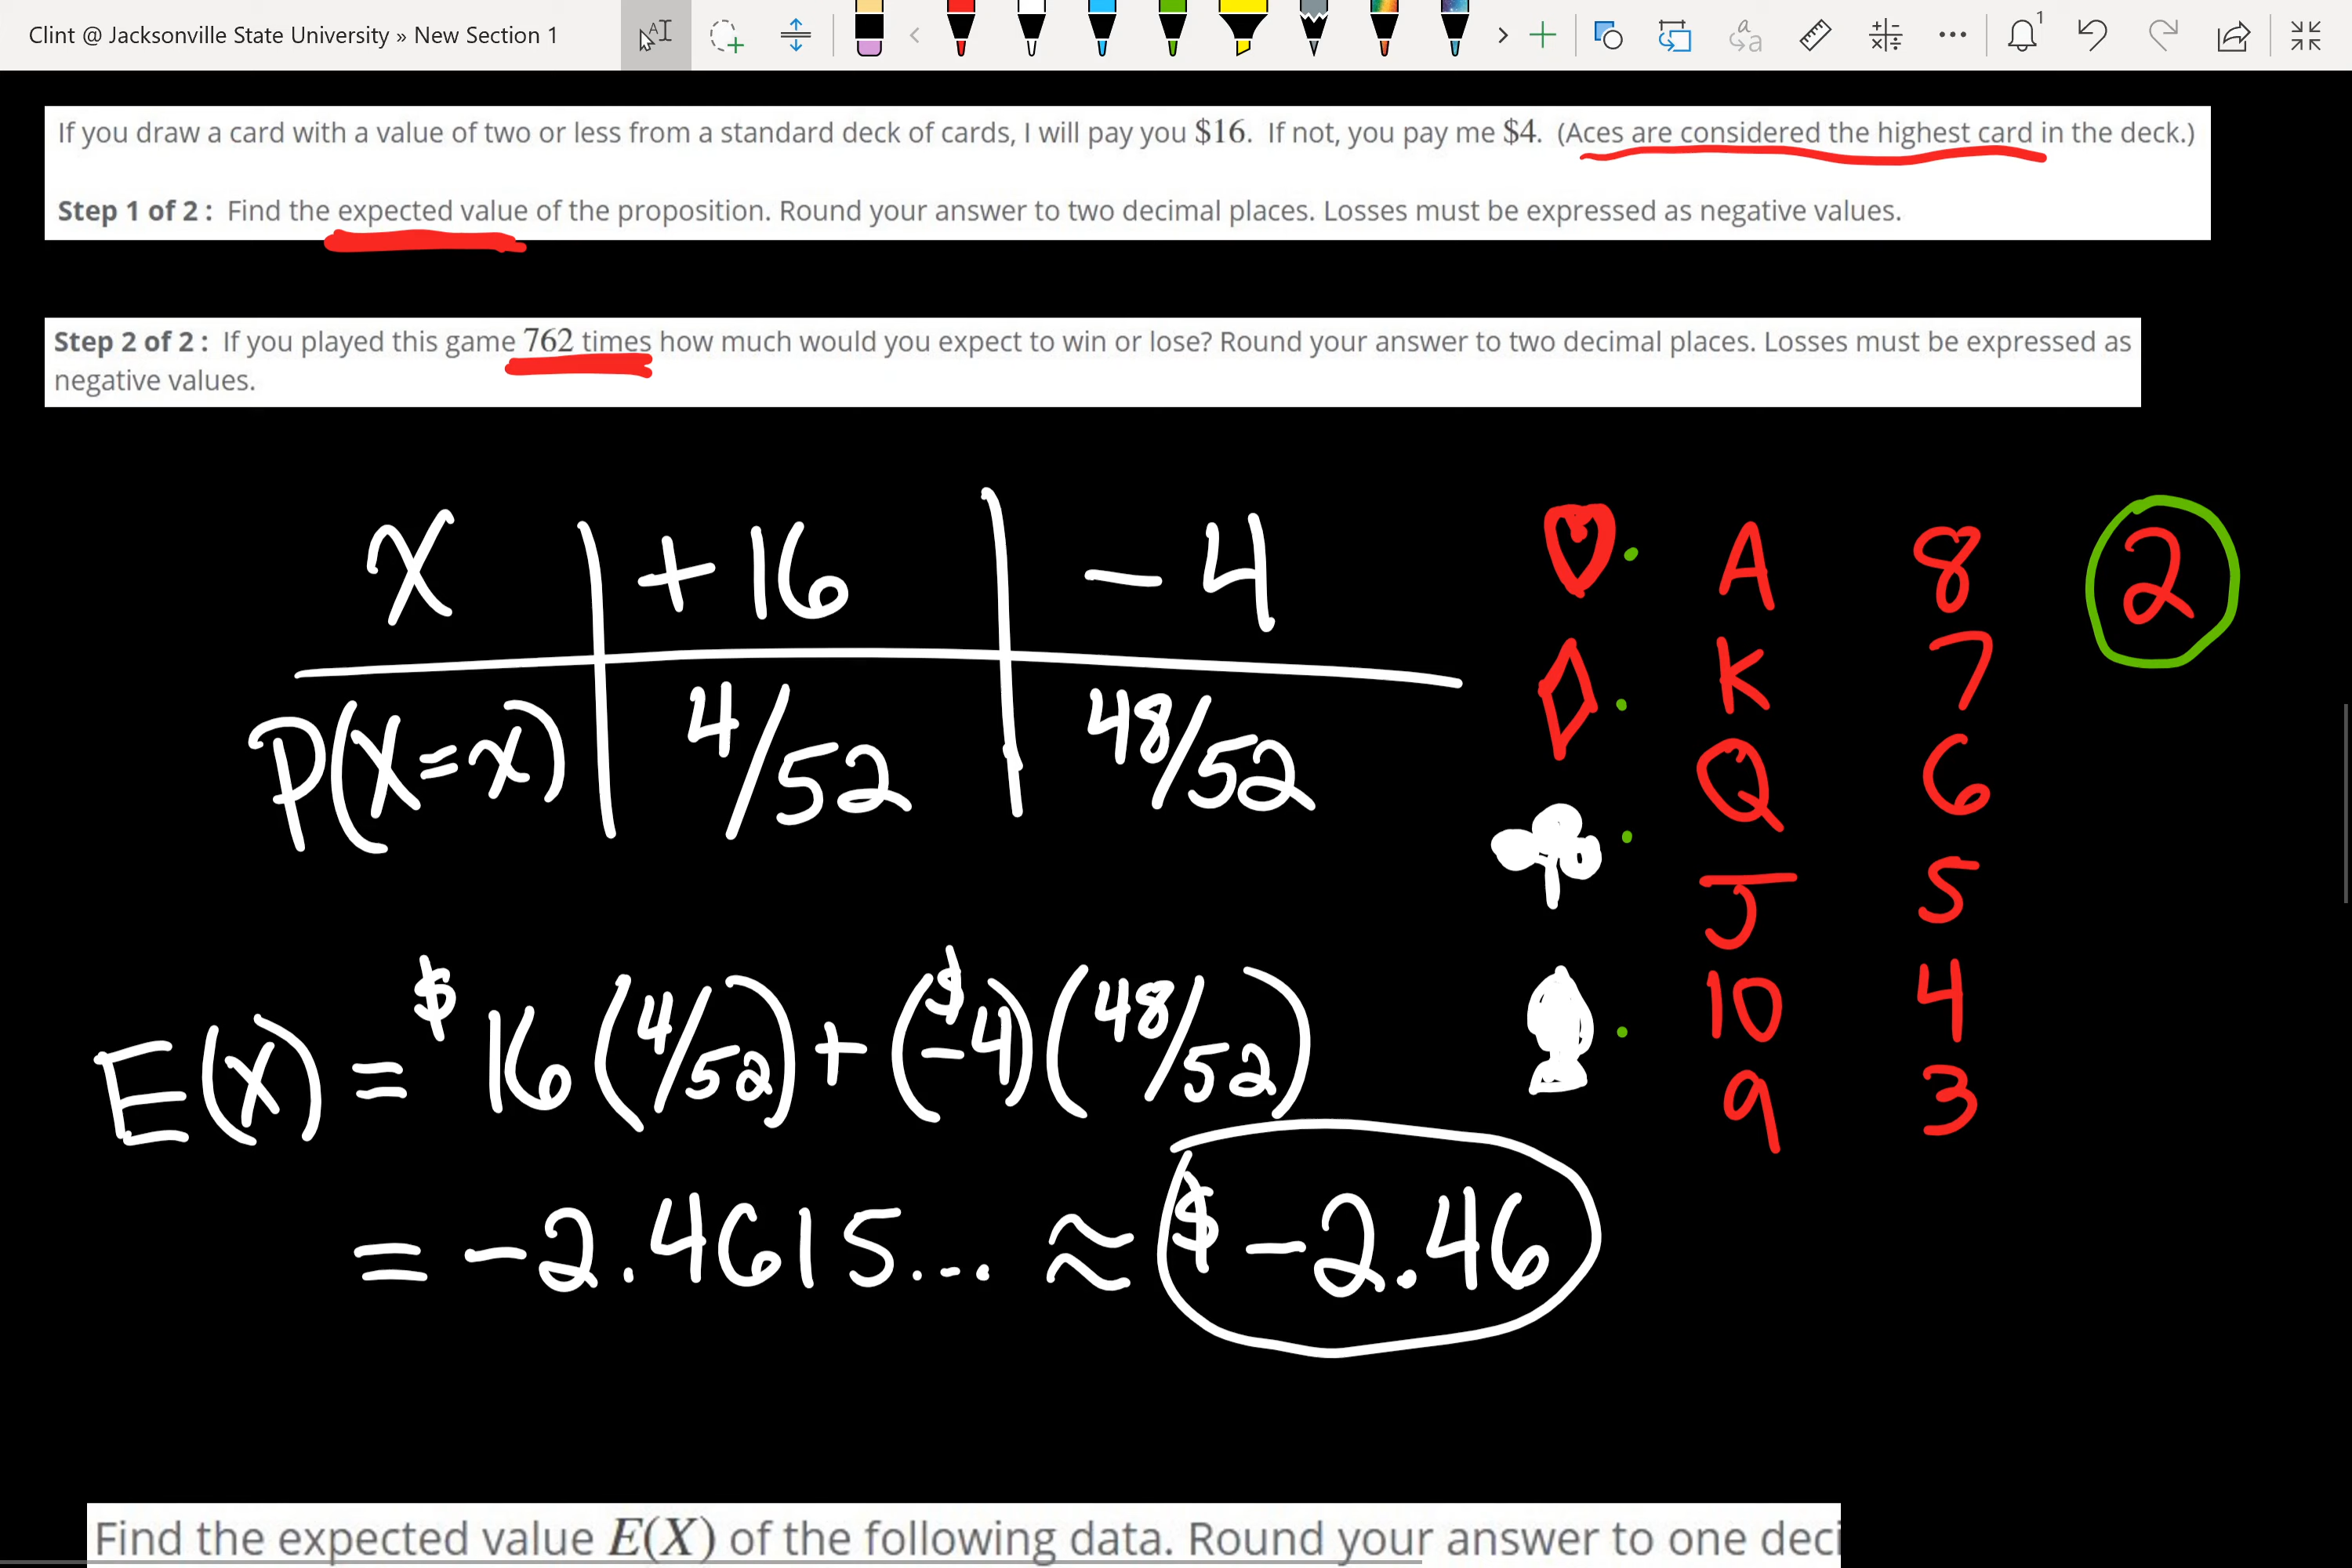 Clint @ Jacksonville State University » New Section 1
If you draw a card with a value of two or less from a standard deck of cards, I will pay you $16. If not, you pay me $4. (Aces are considered the highest card in the deck.)
Step 1 of 2 : Find the expected value of the proposition. Round your answer to two decimal places. Losses must be expressed as negative values.
Step 2 of 2 : If you played this game 762 times how much would you expect to win or lose? Round your answer to two decimal places. Losses must be expressed as
negative values.
x +16 -4
P(X=x) 4/52 48/52
E(X) = $16 (4/52) + ($-4)(48/52)
= -2.4615... ≈ $-2.46
A 8 2
K 7
Q 6
J 5
10 4
9 3
Find the expected value E(X) of the following data. Round your answer to one deci